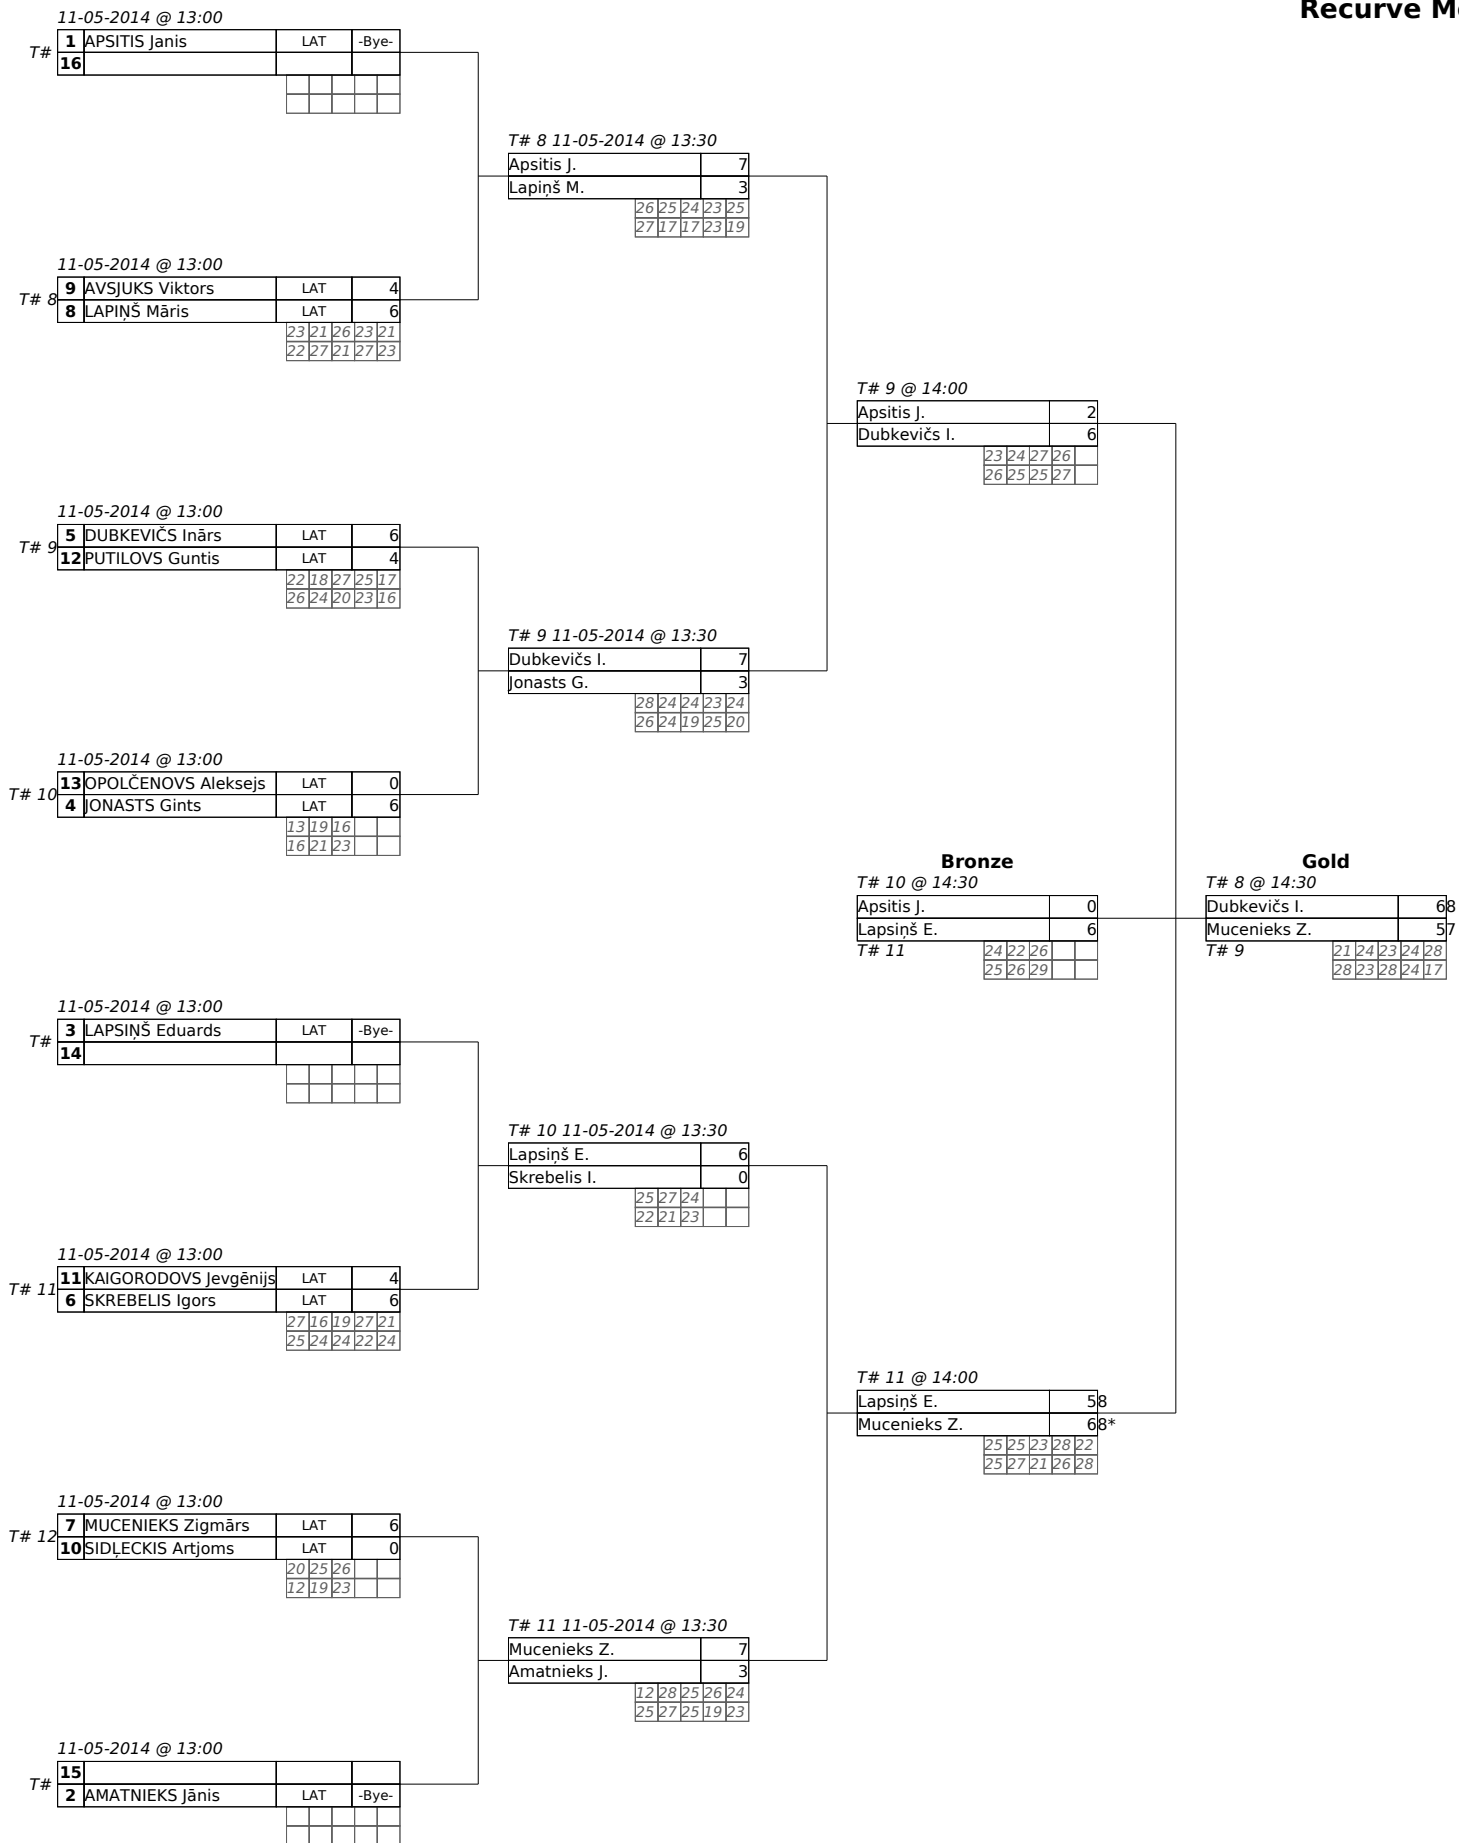 Recurve M
11-05-2014 @ 13:00
T# 1 APSITIS Janis LAT -Bye-
16
T# 8 11-05-2014 @ 13:30
Apsitis J. 7
Lapiņš M. 3
26 25 24 23 25
27 17 17 23 19
11-05-2014 @ 13:00
T# 8 9 AVSJUKS Viktors LAT 4
8 LAPIŅŠ Māris LAT 6
23 21 26 23 21
22 27 21 27 23
T# 9 @ 14:00
Apsitis J. 2
Dubkevičs I. 6
23 24 27 26
26 25 25 27
11-05-2014 @ 13:00
T# 9 5 DUBKEVIČS Inārs LAT 6
12 PUTILOVS Guntis LAT 4
22 18 27 25 17
26 24 20 23 16
T# 9 11-05-2014 @ 13:30
Dubkevičs I. 7
Jonasts G. 3
28 24 24 23 24
26 24 19 25 20
11-05-2014 @ 13:00
T# 10 13 OPOLČENOVS Aleksejs LAT 0
4 JONASTS Gints LAT 6
13 19 16
16 21 23
Bronze
T# 10 @ 14:30
Apsitis J. 0
Lapsiņš E. 6
T# 11 24 22 26
25 26 29
Gold
T# 8 @ 14:30
Dubkevičs I. 68
Mucenieks Z. 57
T# 9 21 24 23 24 28
28 23 28 24 17
11-05-2014 @ 13:00
T# 3 LAPSIŅŠ Eduards LAT -Bye-
14
T# 10 11-05-2014 @ 13:30
Lapsiņš E. 6
Skrebelis I. 0
25 27 24
22 21 23
11-05-2014 @ 13:00
T# 11 11 KAIGORODOVS Jevgēnijs LAT 4
6 SKREBELIS Igors LAT 6
27 16 19 27 21
25 24 24 22 24
T# 11 @ 14:00
Lapsiņš E. 58
Mucenieks Z. 68*
25 25 23 28 22
25 27 21 26 28
11-05-2014 @ 13:00
T# 12 7 MUCENIEKS Zigmārs LAT 6
10 SIDĻECKIS Artjoms LAT 0
20 25 26
12 19 23
T# 11 11-05-2014 @ 13:30
Mucenieks Z. 7
Amatnieks J. 3
12 28 25 26 24
25 27 25 19 23
11-05-2014 @ 13:00
T# 15
2 AMATNIEKS Jānis LAT -Bye-